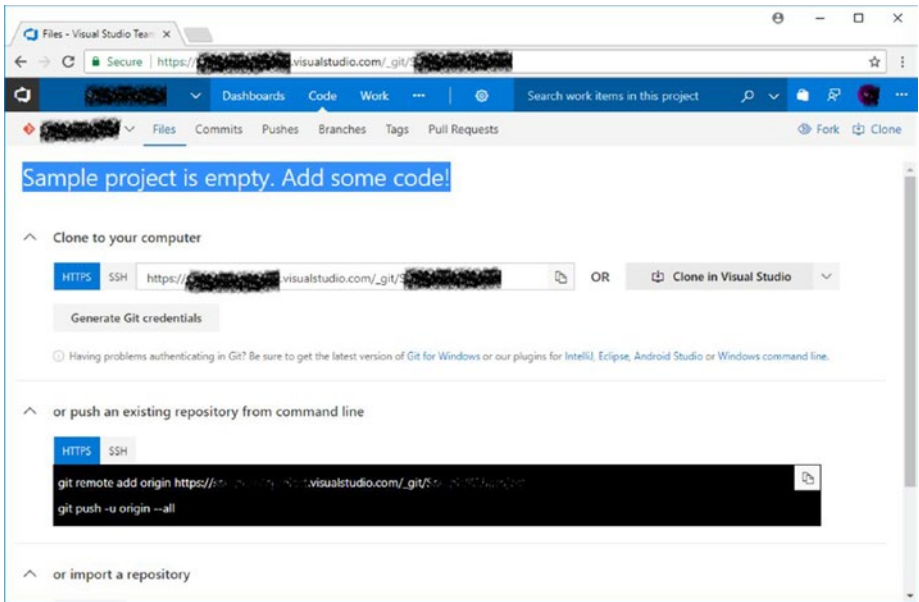 Files - Visual Studio Team
Secure | https:// .visualstudio.com/_git/S
Dashboards Code Work Search work items in this project
Files Commits Pushes Branches Tags Pull Requests Fork Clone
Sample project is empty. Add some code!
Clone to your computer
HTTPS SSH https:// .visualstudio.com/_git/S OR Clone in Visual Studio
Generate Git credentials
Having problems authenticating in Git? Be sure to get the latest version of Git for Windows or our plugins for IntelliJ, Eclipse, Android Studio or Windows command line.
or push an existing repository from command line
HTTPS SSH
git remote add origin https:// .visualstudio.com/_git/S
git push -u origin --all
or import a repository